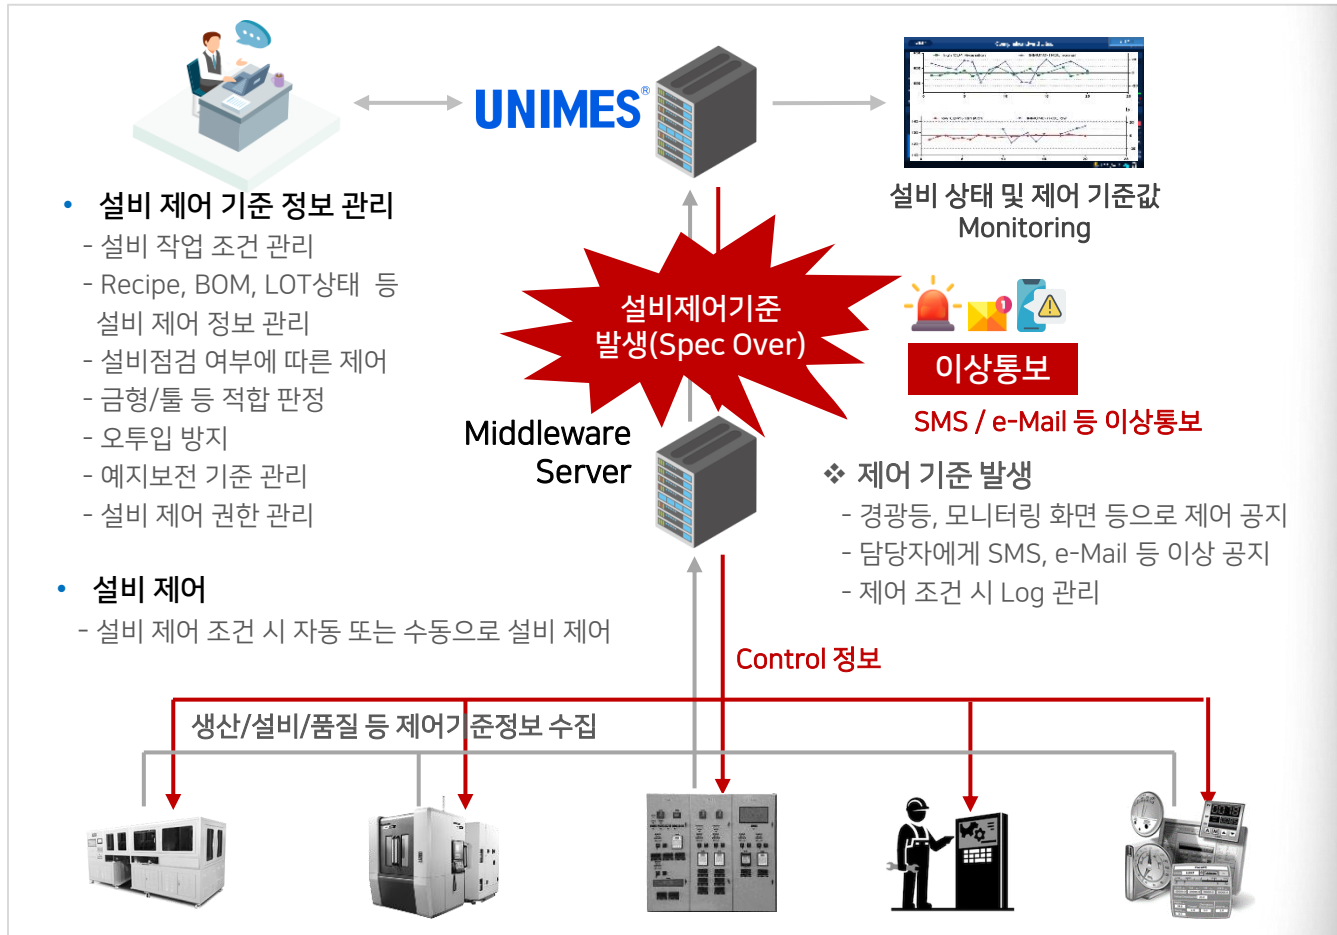 UNIMES®
설비 상태 및 제어 기준값
Monitoring
• 설비 제어 기준 정보 관리
- 설비 작업 조건 관리
- Recipe, BOM, LOT상태 등
설비 제어 정보 관리
- 설비점검 여부에 따른 제어
- 금형/툴 등 적합 판정
- 오투입 방지
- 예지보전 기준 관리
- 설비 제어 권한 관리
설비제어기준
발생(Spec Over)
1
이상통보
SMS / e-Mail 등 이상통보
Middleware
Server
❖ 제어 기준 발생
- 경광등, 모니터링 화면 등으로 제어 공지
- 담당자에게 SMS, e-Mail 등 이상 공지
- 제어 조건 시 Log 관리
• 설비 제어
- 설비 제어 조건 시 자동 또는 수동으로 설비 제어
Control 정보
생산/설비/품질 등 제어기준정보 수집